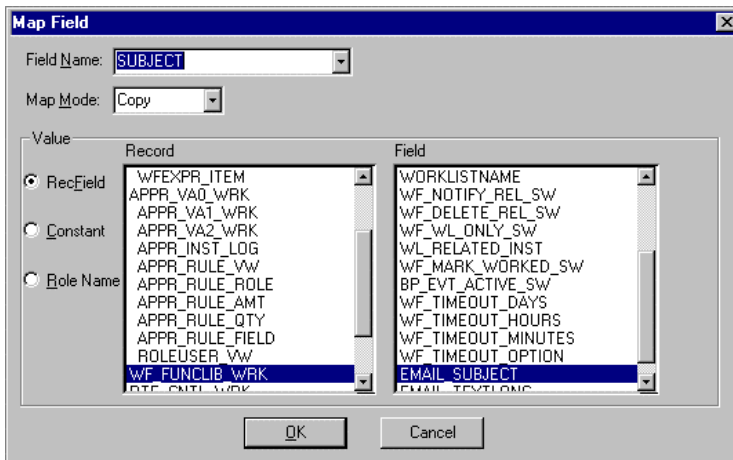 Map Field
Field Name: SUBJECT
Map Mode: Copy
Value
Record
Field
RecField
Constant
Role Name
WFEXPR_ITEM
APPR_VA0_WRK
APPR_VA1_WRK
APPR_VA2_WRK
APPR_INST_LOG
APPR_RULE_VW
APPR_RULE_ROLE
APPR_RULE_AMT
APPR_RULE_QTY
APPR_RULE_FIELD
ROLEUSER_VW
WF_FUNCLIB_WRK
RTE_CNTL_WRK
WORKLISTNAME
WF_NOTIFY_REL_SW
WF_DELETE_REL_SW
WF_WL_ONLY_SW
WL_RELATED_INST
WF_MARK_WORKED_SW
BP_EVT_ACTIVE_SW
WF_TIMEOUT_DAYS
WF_TIMEOUT_HOURS
WF_TIMEOUT_MINUTES
WF_TIMEOUT_OPTION
EMAIL_SUBJECT
EMAIL_TEXTLONG
OK
Cancel